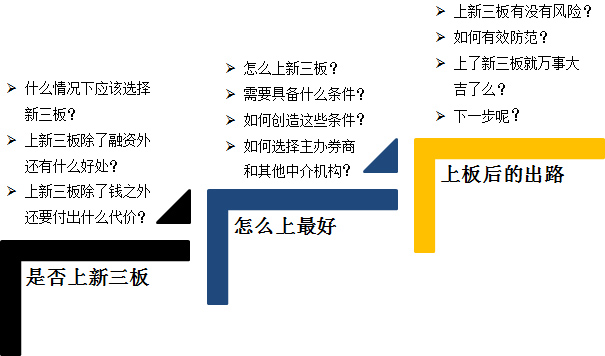 什么情况下应该选择
新三板？
上新三板除了融资外
还有什么好处？
上新三板除了钱之外
还要付出什么代价？
是否上新三板
怎么上新三板？
需要具备什么条件？
如何创造这些条件？
如何选择主办券商
和其他中介机构？
怎么上最好
上新三板有没有风险？
如何有效防范？
上了新三板就万事大
吉了么？
下一步呢？
上板后的出路